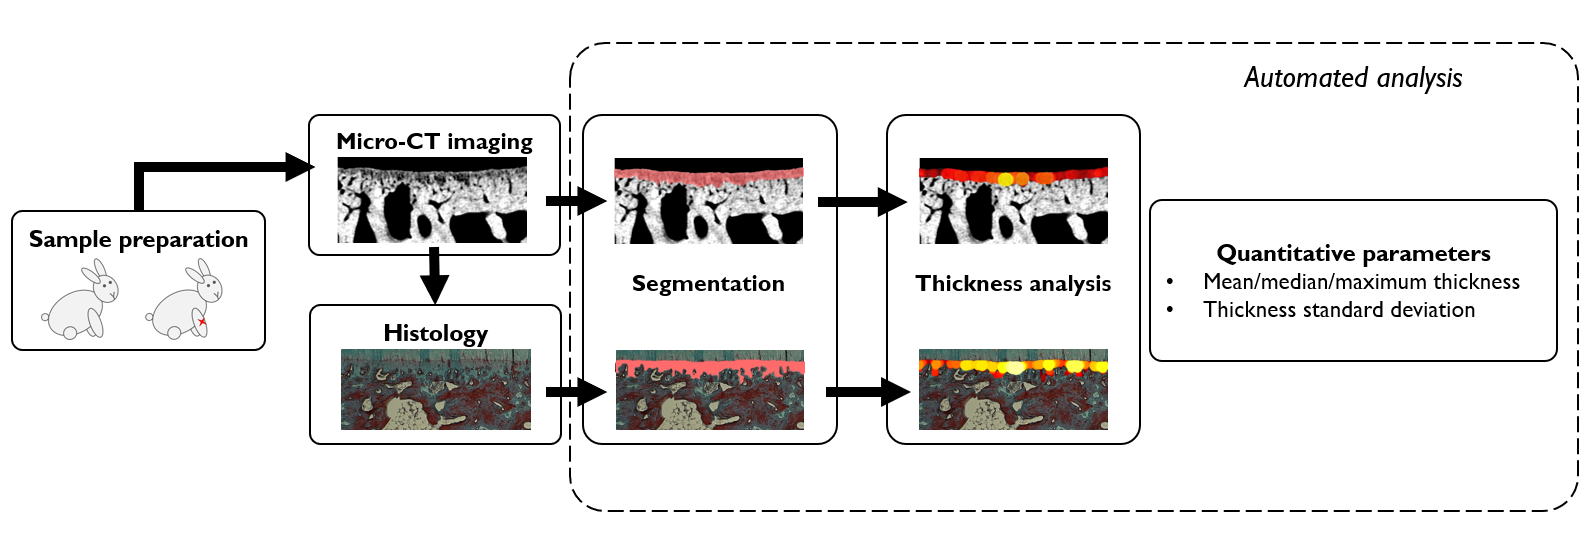 Automated analysis
Sample preparation
Micro-CT imaging
Histology
Segmentation
Thickness analysis
Quantitative parameters
• Mean/median/maximum thickness
• Thickness standard deviation